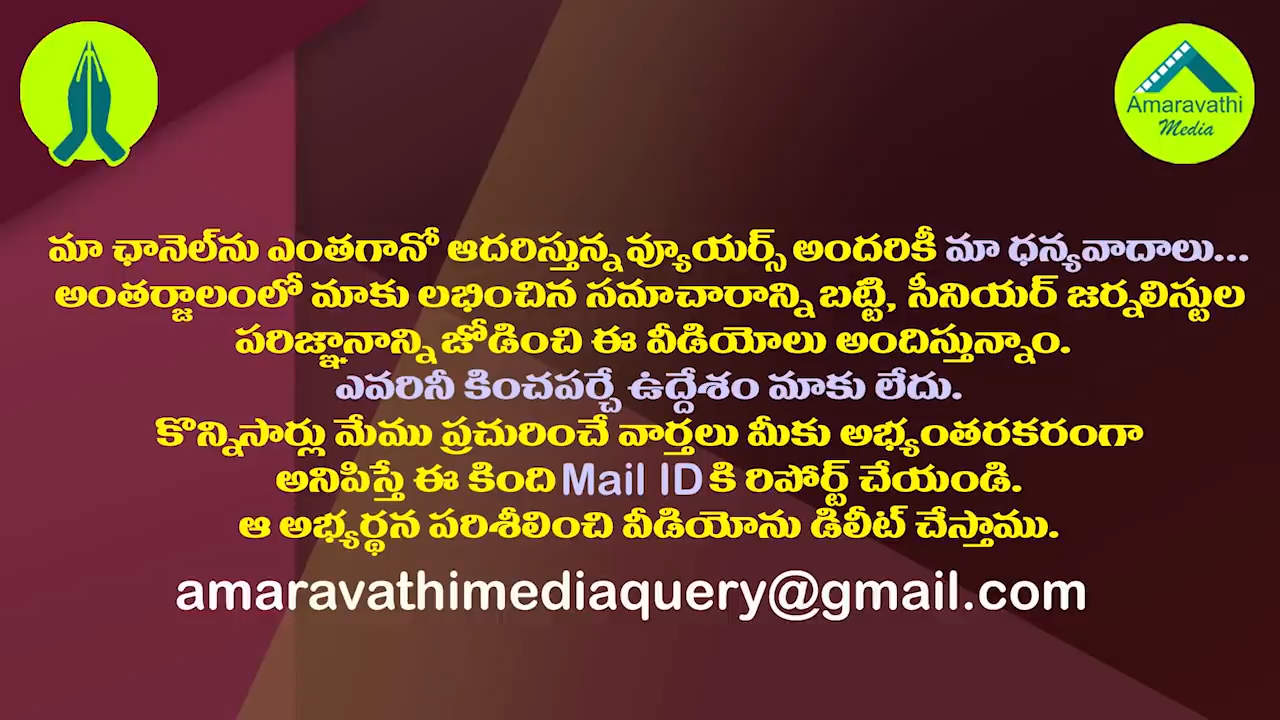 Amaravathi
Media
మా ఛానెల్‌ను ఎంతగానో ఆదరిస్తున్న వ్యూయర్స్ అందరికీ మా ధన్యవాదాలు...
అంతర్జాలంలో మాకు లభించిన సమాచారాన్ని బట్టి, సీనియర్ జర్నలిస్టుల
పరిజ్ఞానాన్ని జోడించి ఈ వీడియోలు అందిస్తున్నాం.
ఎవరినీ కించపర్చే ఉద్దేశం మాకు లేదు.
కొన్నిసార్లు మేము ప్రచురించే వార్తలు మీకు అభ్యంతరకరంగా
అనిపిస్తే ఈ కింది Mail ID కి రిపోర్ట్ చేయండి.
ఆ అభ్యర్థన పరిశీలించి వీడియోను డిలీట్ చేస్తాము.
amaravathimediaquery@gmail.com